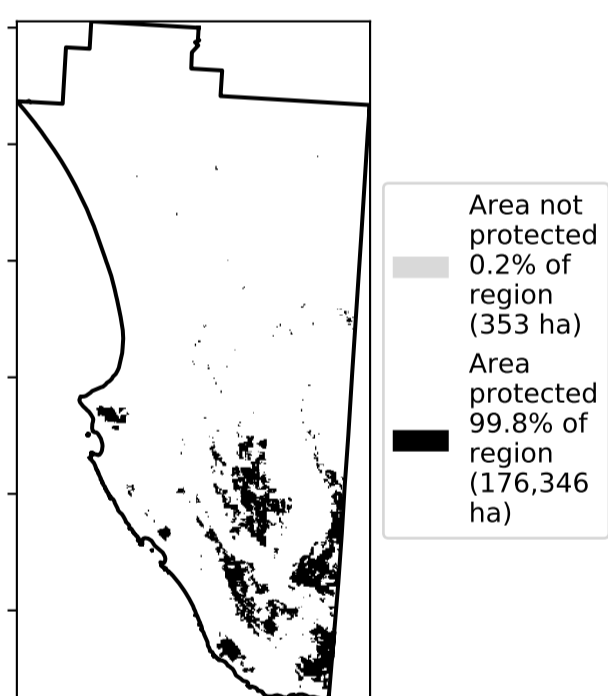 Area not
protected
0.2% of
region
(353 ha)
Area
protected
99.8% of
region
(176,346
ha)